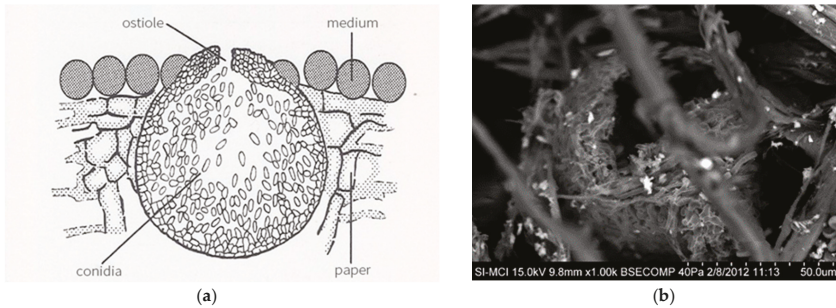 ostiole
medium
conidia
paper
SI-MCI 15.0kV 9.8mm x1.00k BSECOMP 40Pa 2/8/2012 11:13
50.0um
(a)
(b)